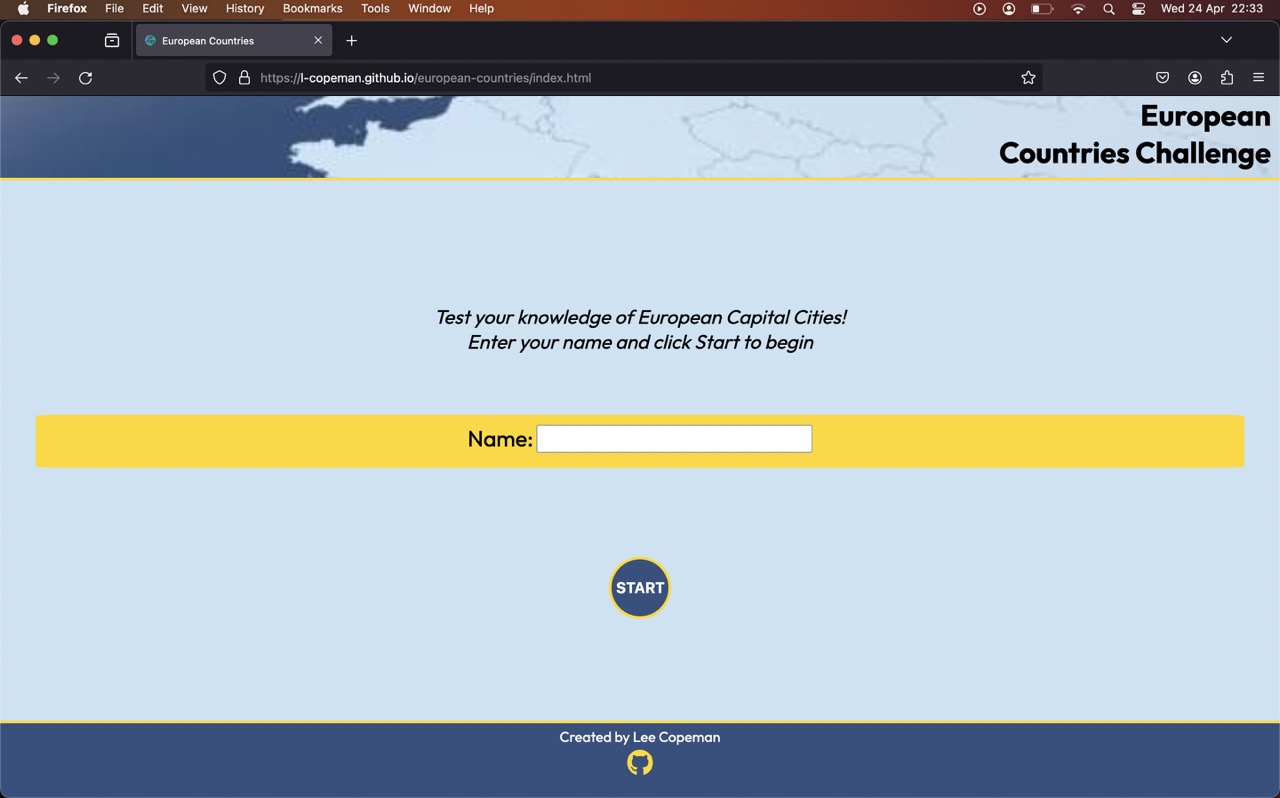 Firefox File Edit View History Bookmarks Tools Window Help Wed 24 Apr 22:33
European Countries
https://l-copeman.github.io/european-countries/index.html
European
Countries Challenge
Test your knowledge of European Capital Cities!
Enter your name and click Start to begin
Name:
START
Created by Lee Copeman